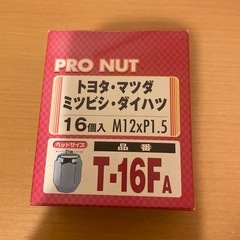 PRO NUT
トヨタ・マツダ
ミツビシ・ダイハツ
16個入 M12xP1.5
ヘッドサイズ
品番
T-16FA